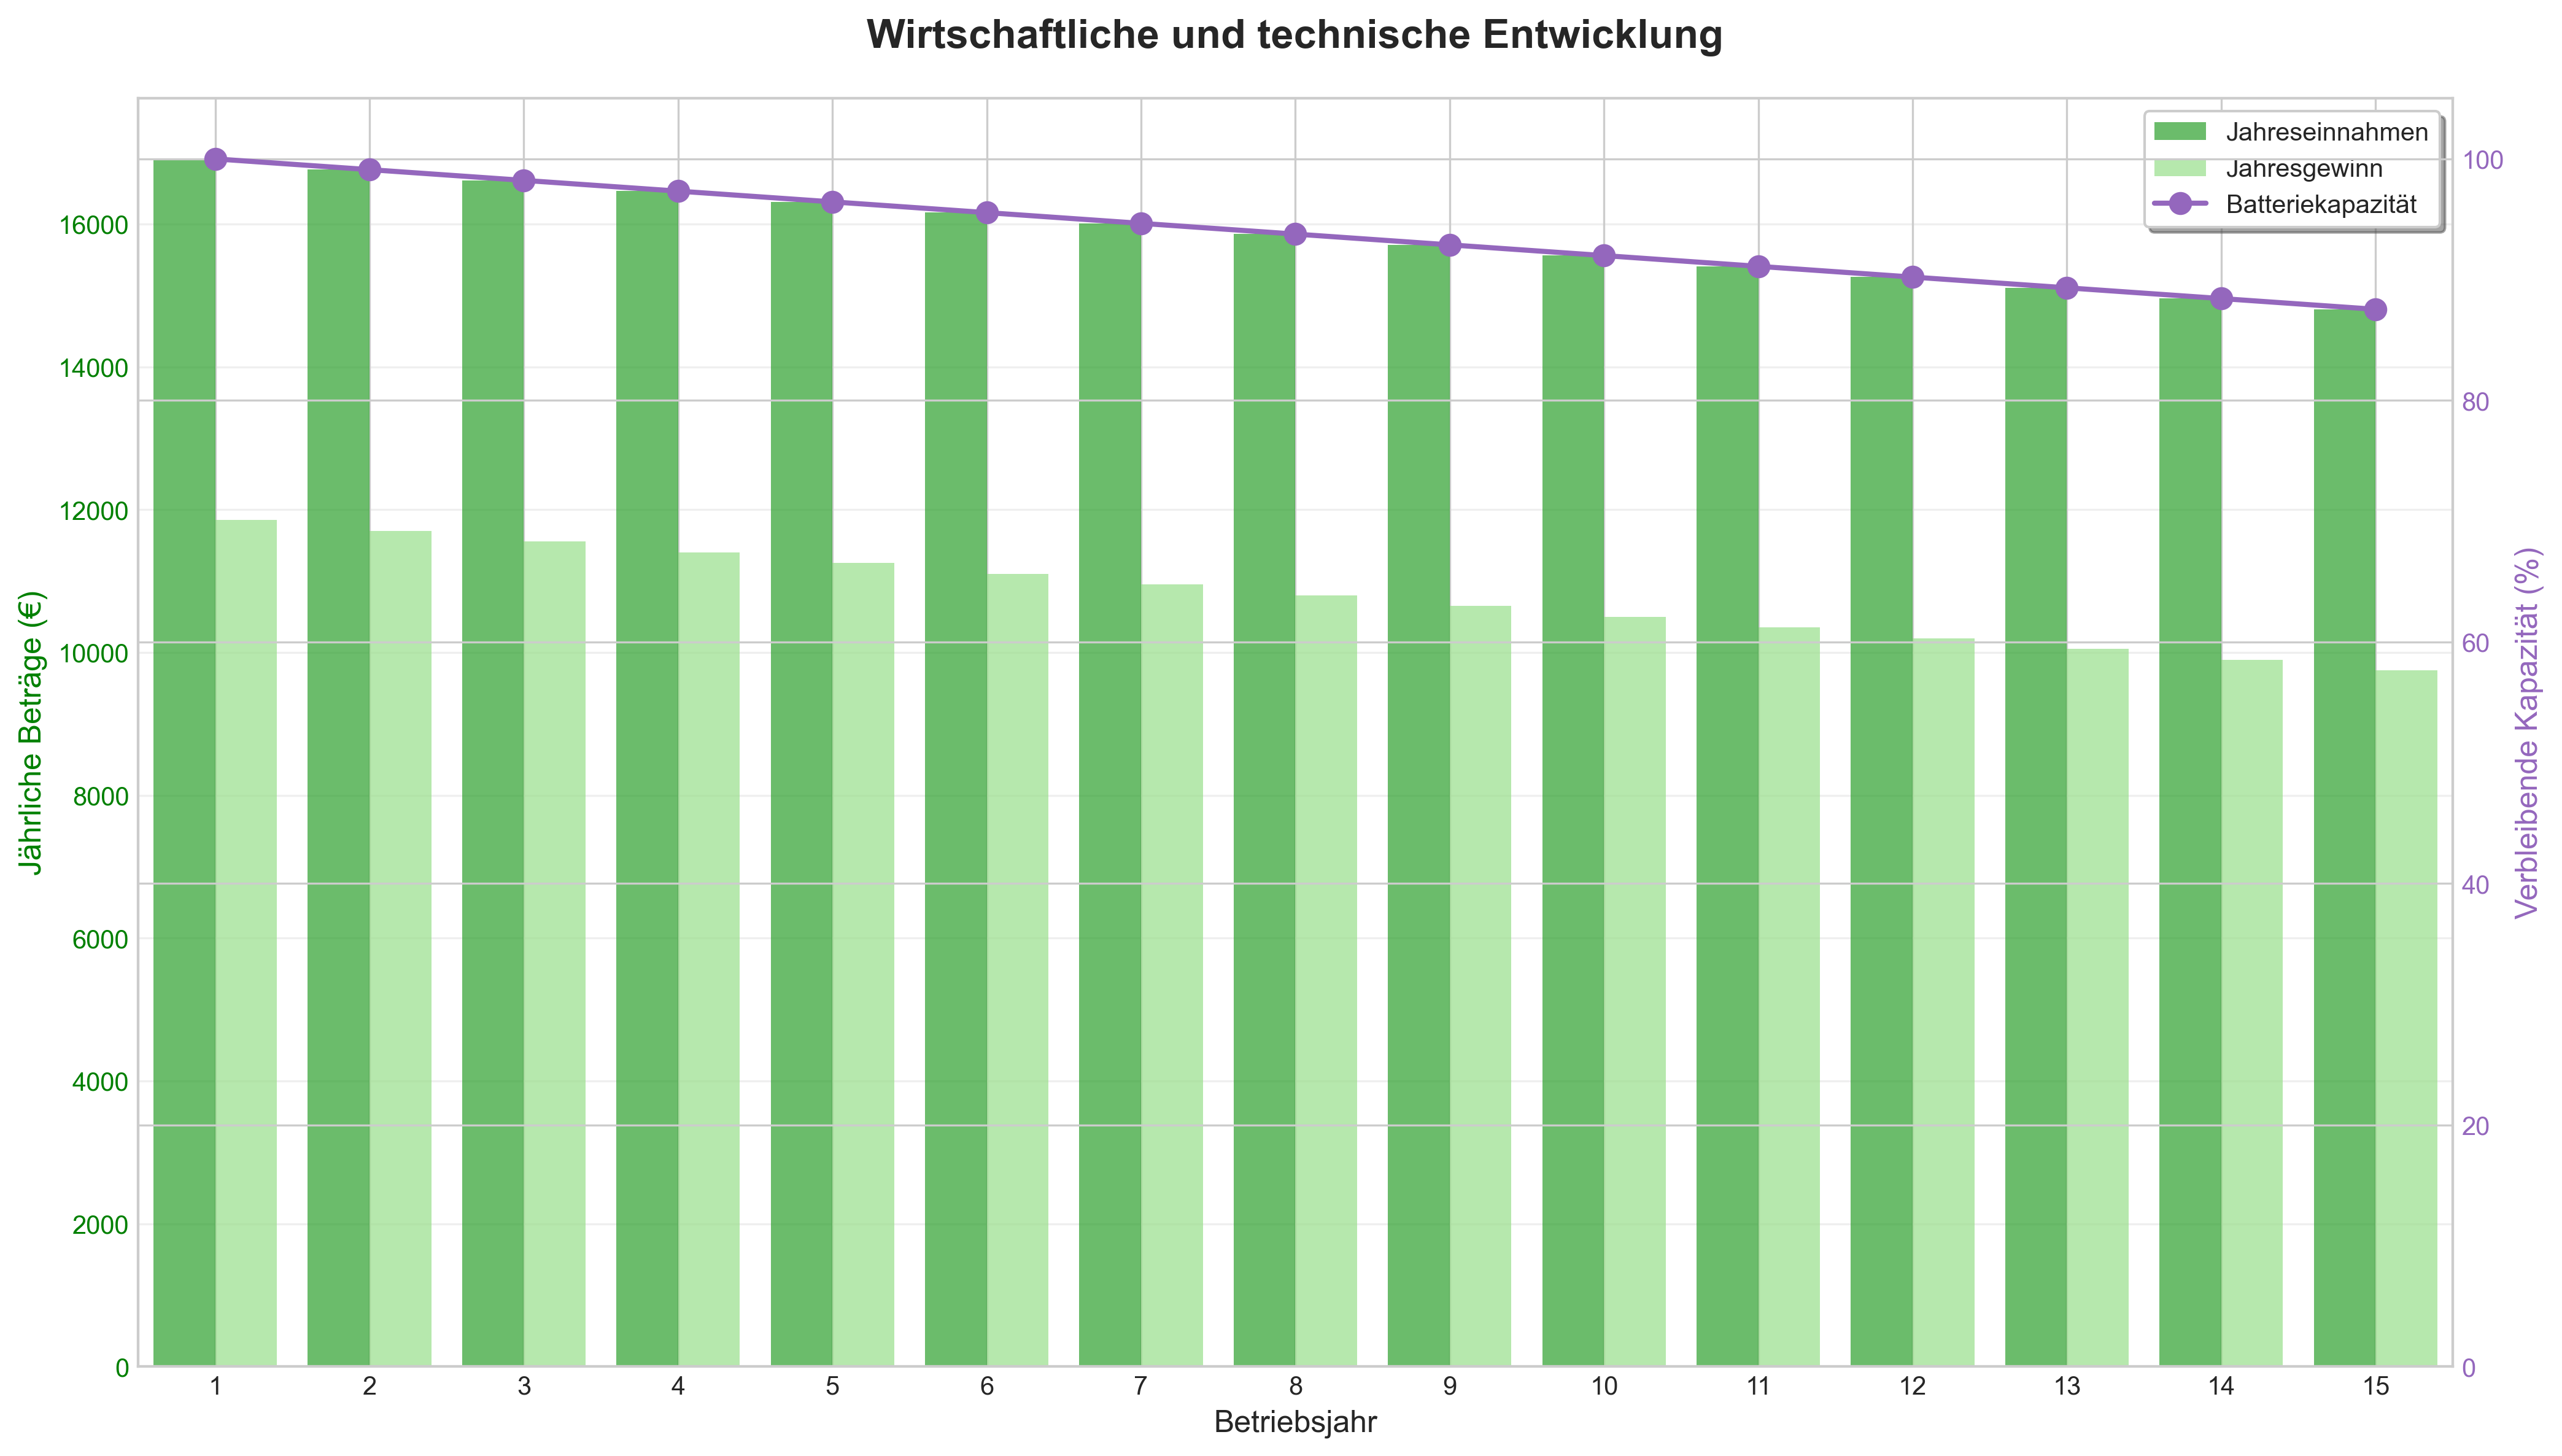 Wirtschaftliche und technische Entwicklung
Jahreseinnahmen
Jahresgewinn
Batteriekapazität
Jährliche Beträge (€)
16000
14000
12000
10000
8000
6000
4000
2000
0
100
80
60
40
20
0
Verbleibende Kapazität (%)
1 2 3 4 5 6 7 8 9 10 11 12 13 14 15
Betriebsjahr